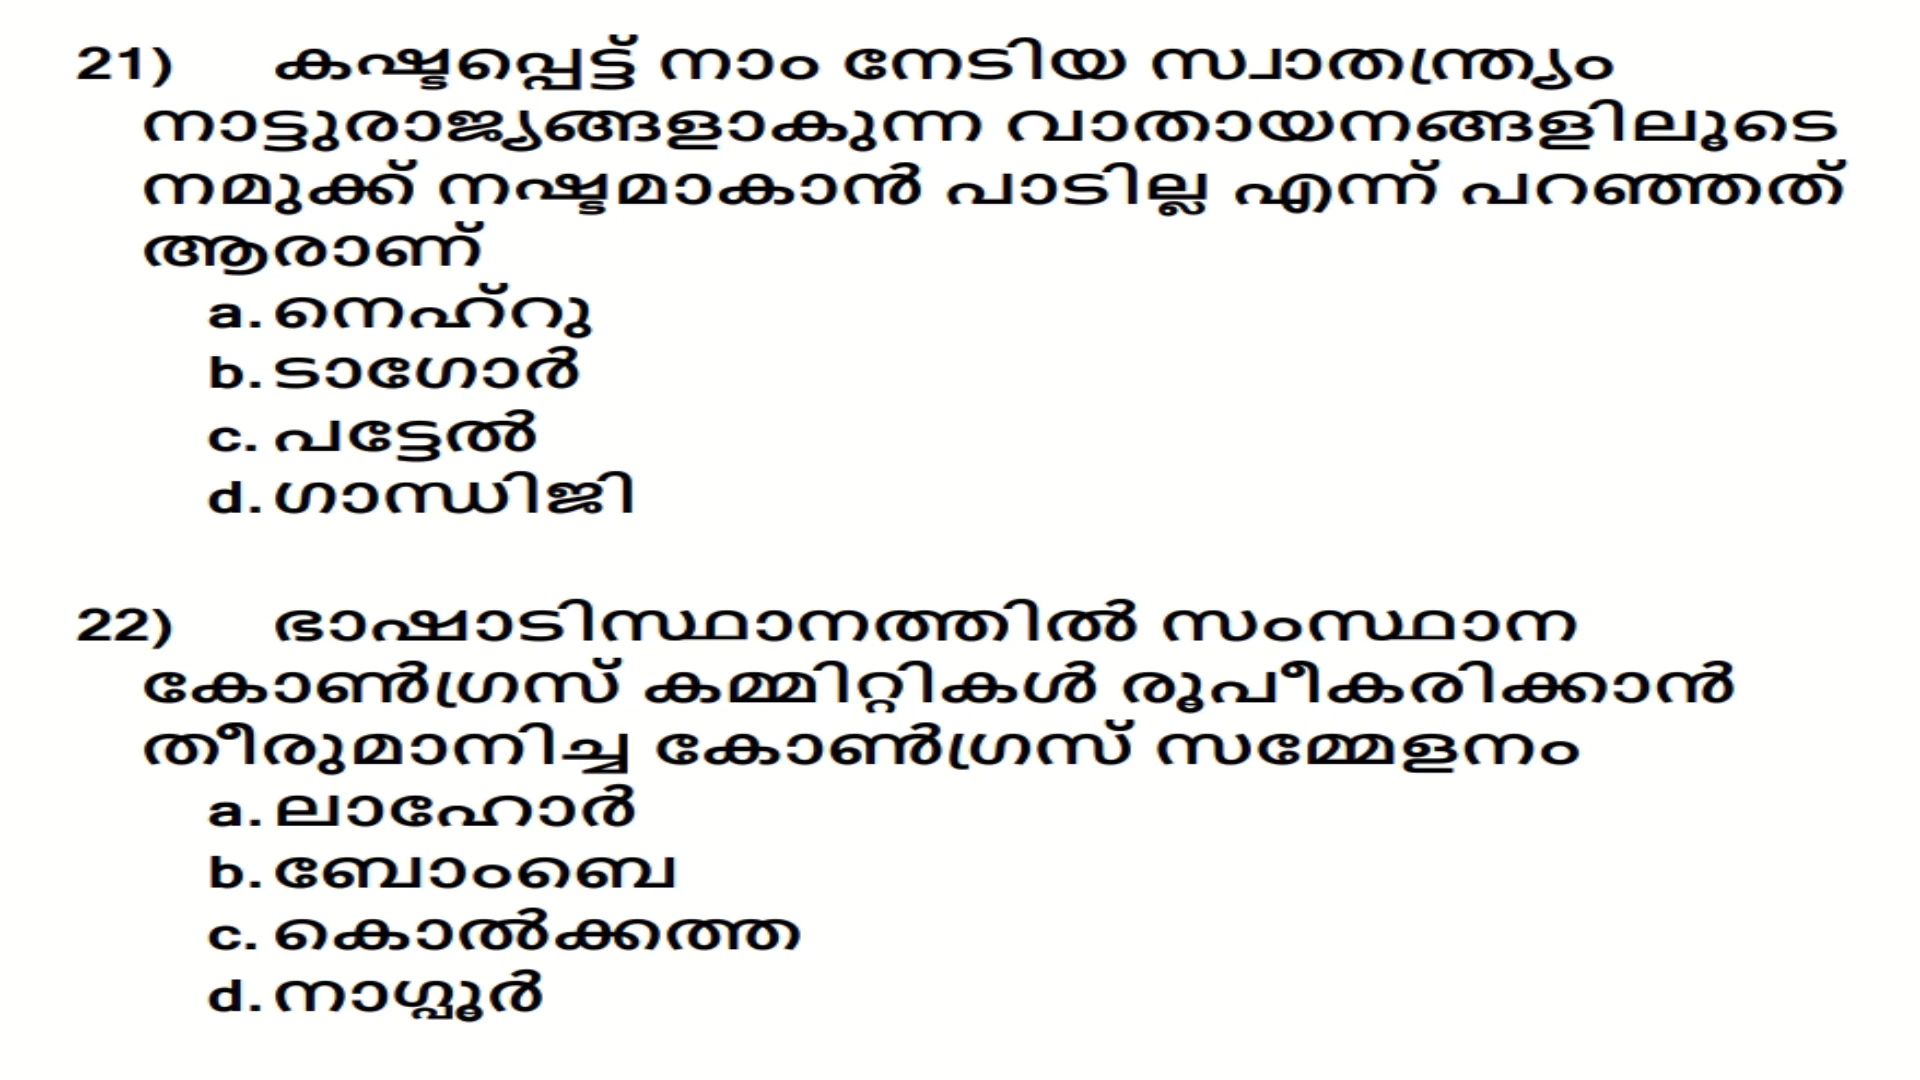 21) കഷ്ടപ്പെട്ട് നാം നേടിയ സ്വാതന്ത്ര്യം
നാട്ടുരാജ്യങ്ങളാകുന്ന വാതായനങ്ങളിലൂടെ
നമുക്ക് നഷ്ടമാകാൻ പാടില്ല എന്ന് പറഞ്ഞത്
ആരാണ്
a. നെഹ്റു
b. ടാഗോർ
c. പട്ടേൽ
d. ഗാന്ധിജി
22) ഭാഷാടിസ്ഥാനത്തിൽ സംസ്ഥാന
കോൺഗ്രസ് കമ്മിറ്റികൾ രൂപീകരിക്കാൻ
തീരുമാനിച്ച കോൺഗ്രസ് സമ്മേളനം
a. ലാഹോർ
b. ബോംബെ
c. കൊൽക്കത്ത
d. നാഗ്പൂർ